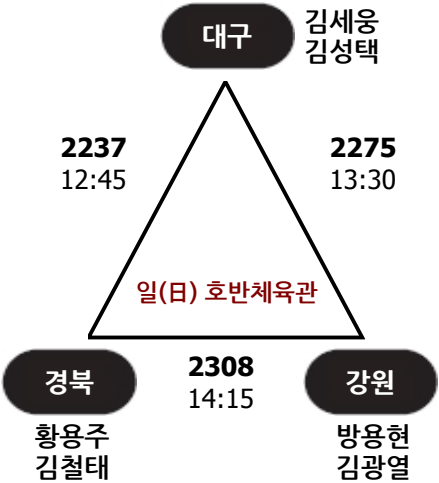 대구
김세웅
김성택
2237
12:45
2275
13:30
일(日) 호반체육관
경북
2308
14:15
강원
황용주
김철태
방용현
김광열